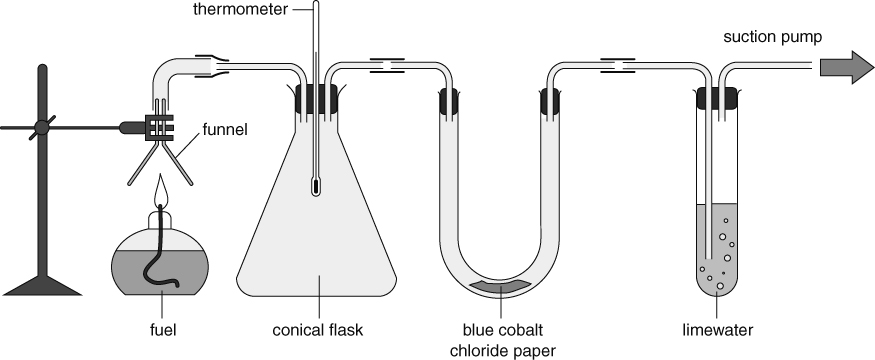 thermometer
suction pump
funnel
fuel
conical flask
blue cobalt
chloride paper
limewater